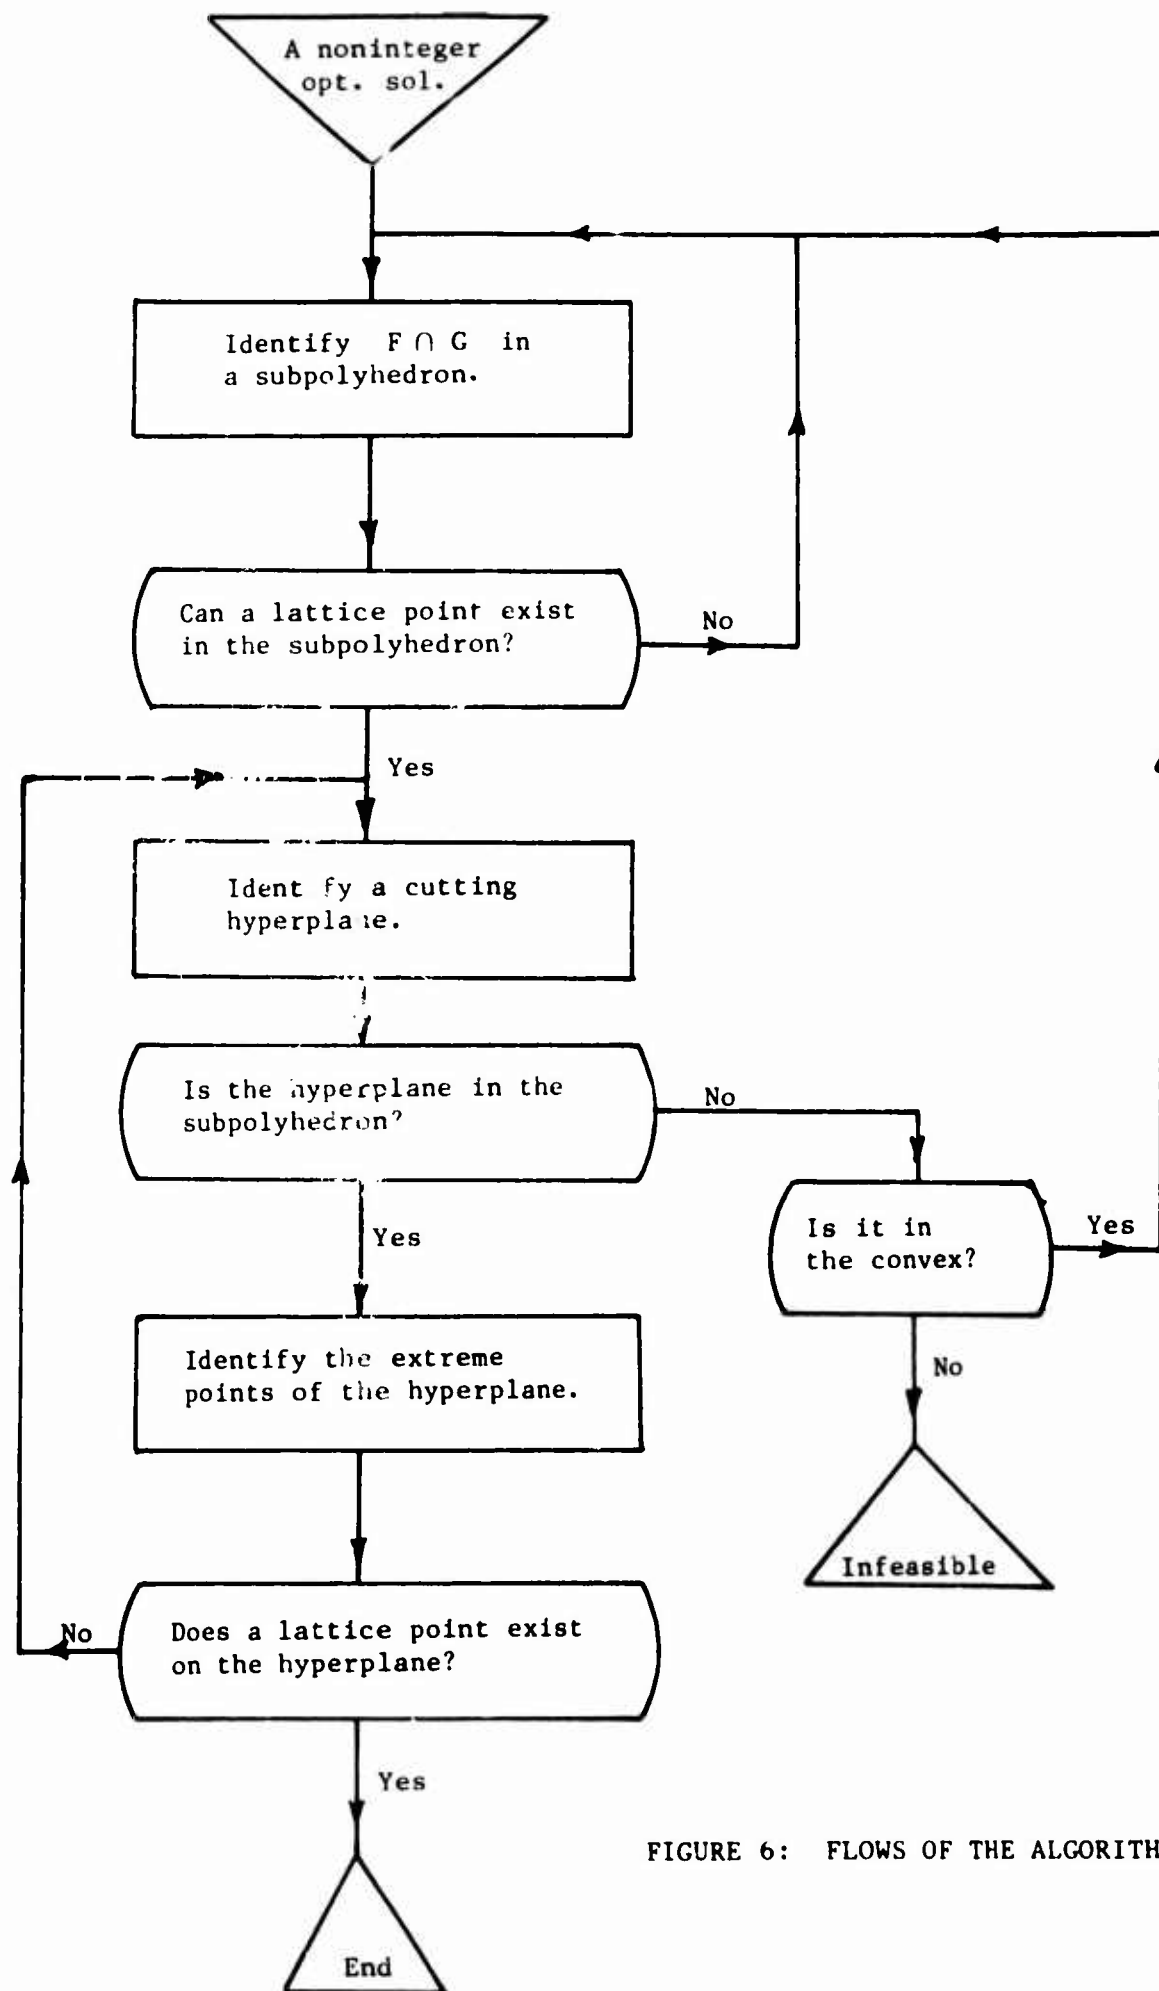 A noninteger
opt. sol.
Identify F ∩ G in
a subpolyhedron.
Can a lattice point exist
in the subpolyhedron?
No
Yes
Ident fy a cutting
hyperplane.
Is the hyperplane in the
subpolyhedron?
No
Yes
Is it in
the convex?
Yes
No
Identify the extreme
points of the hyperplane.
Infeasible
Does a lattice point exist
on the hyperplane?
No
Yes
FIGURE 6: FLOWS OF THE ALGORITH
End